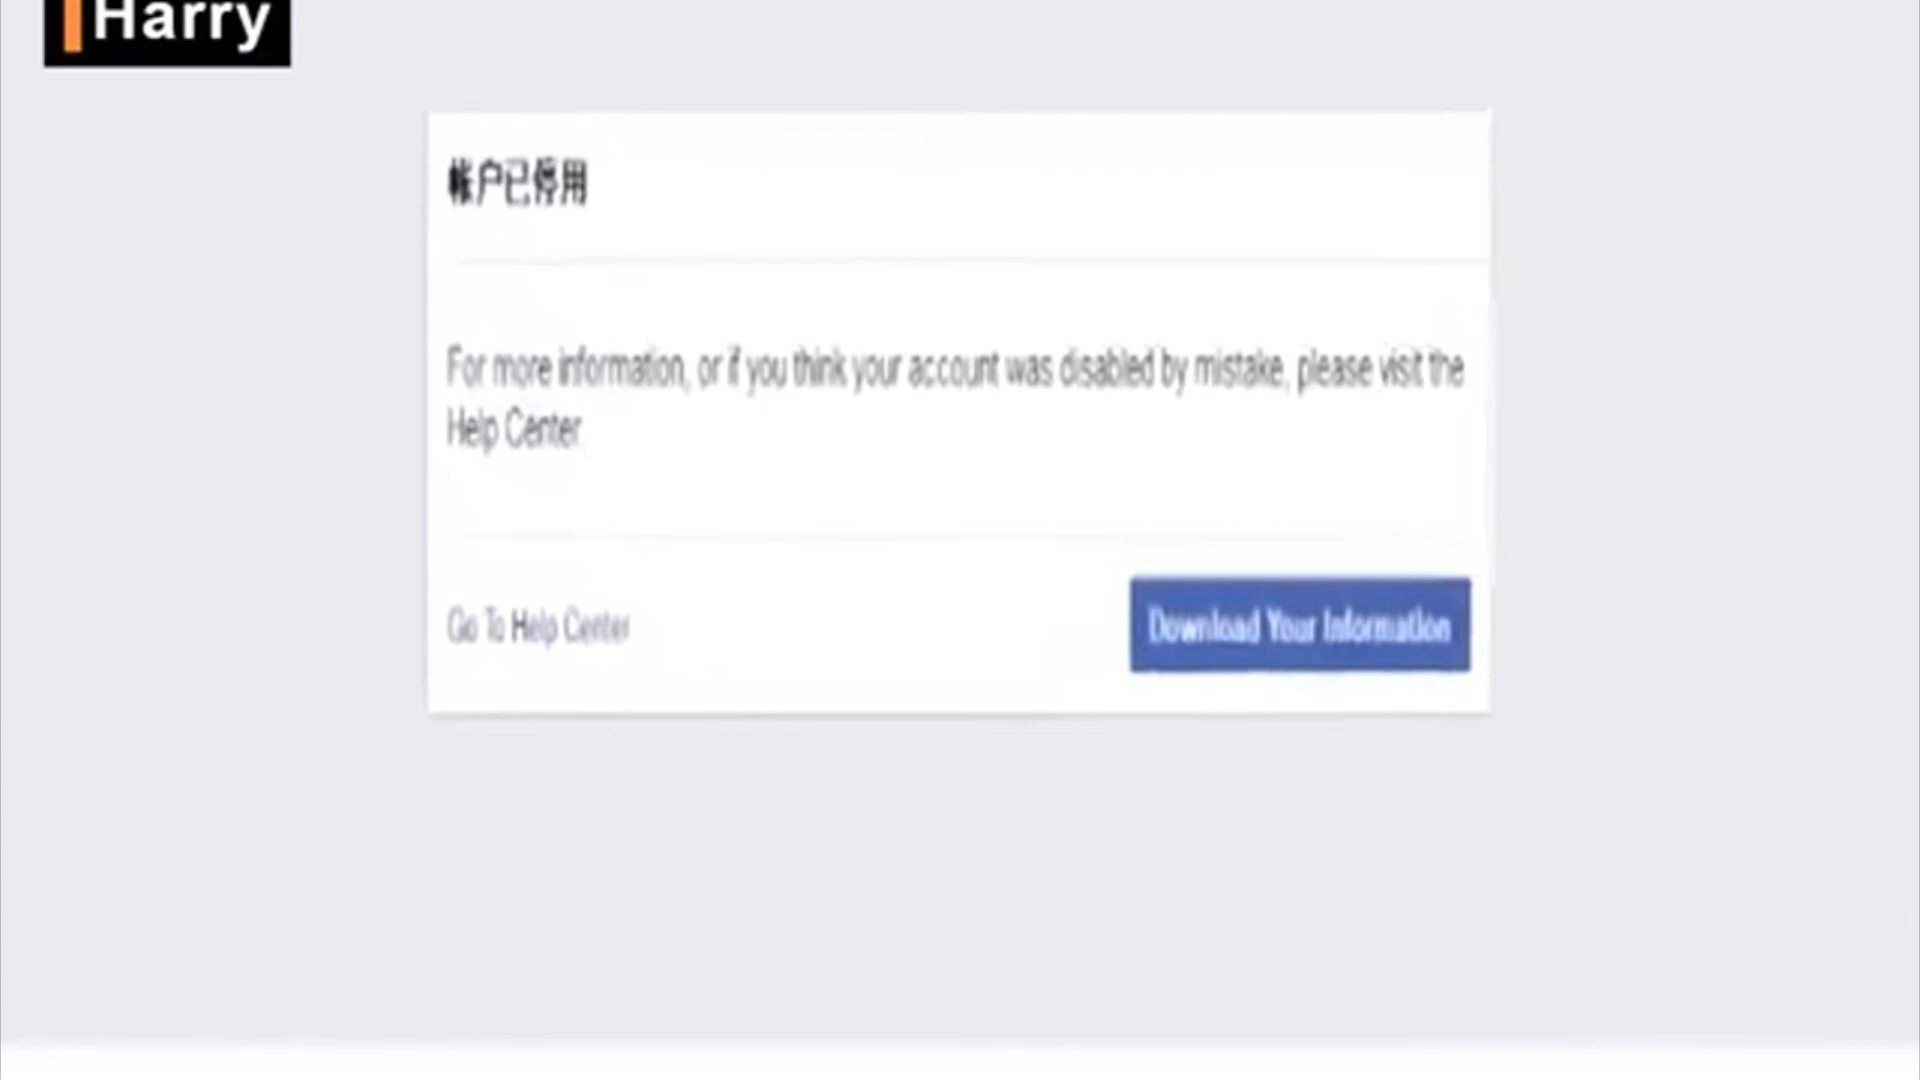 Harry
帐户已停用
For more information, or if you think your account was disabled by mistake, please visit the
Help Center
Go To Help Center
Download Your Information